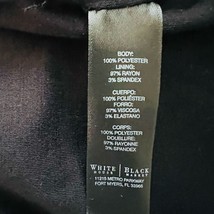 BODY:
100% POLYESTER
LINING:
97% RAYON
3% SPANDEX
CUERPO:
100% POLIÉSTER
FORRO:
97% VISCOSA
3% ELASTANO
CORPS:
100% POLYESTER
DOUBLURE:
97% RAYONNE
3% SPANDEX
WHITE HOUSE | BLACK MARKET
11215 METRO PARKWAY
FORT MYERS, FL 33966